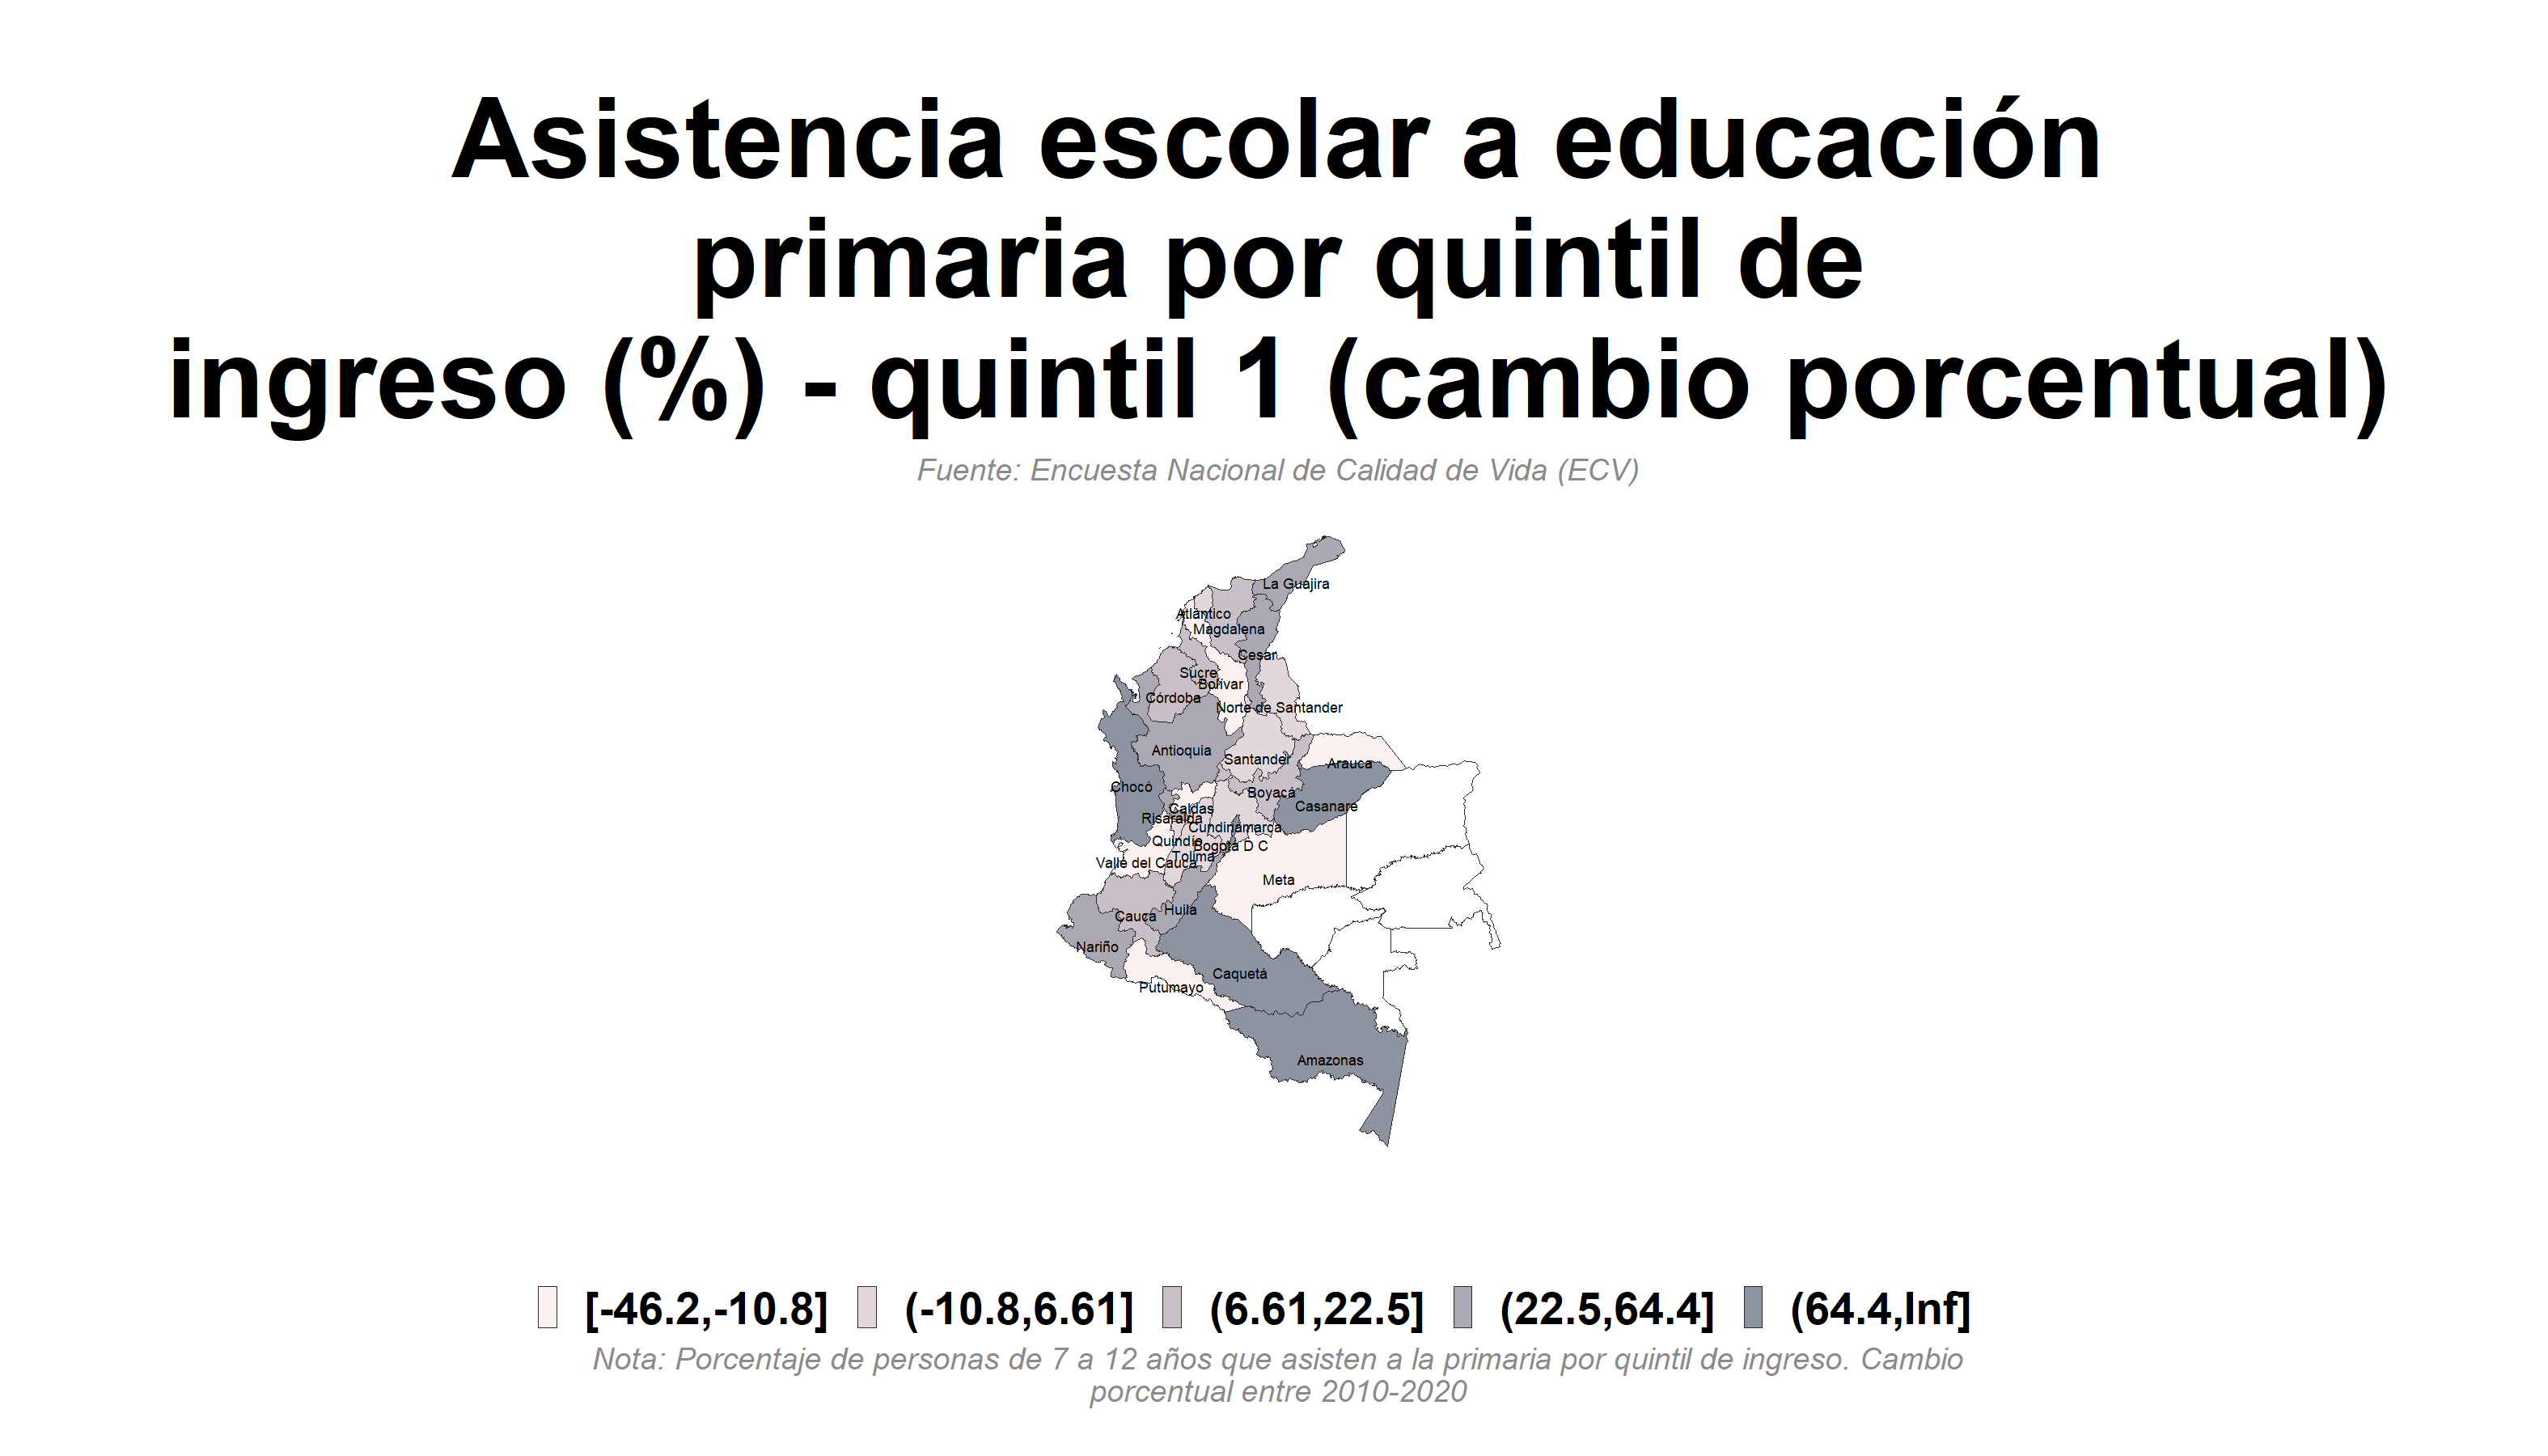 Asistencia escolar a educación
primaria por quintil de
ingreso (%) - quintil 1 (cambio porcentual)
Fuente: Encuesta Nacional de Calidad de Vida (ECV)
La Guajira
Atlántico
Magdalena
Cesar
Sucre
Bolívar
Córdoba
Norte de Santander
Antioquia
Santander
Arauca
Chocó
Boyacá
Casanare
Caldas
Risaralda
Cundinamarca
Quindío
Bogotá D C
Tolima
Valle del Cauca
Meta
Huila
Cauca
Nariño
Caquetá
Putumayo
Amazonas
[-46.2,-10.8] (-10.8,6.61] (6.61,22.5] (22.5,64.4] (64.4,Inf]
Nota: Porcentaje de personas de 7 a 12 años que asisten a la primaria por quintil de ingreso. Cambio
porcentual entre 2010-2020